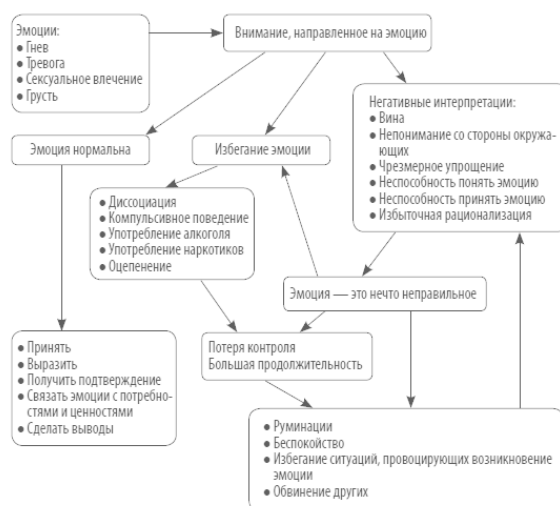 Эмоции:
● Гнев
● Тревога
● Сексуальное влечение
● Грусть
Внимание, направленное на эмоцию
Негативные интерпретации:
● Вина
● Непонимание со стороны окружа-
ющих
● Чрезмерное упрощение
● Неспособность понять эмоцию
● Неспособность принять эмоцию
● Избыточная рационализация
Эмоция нормальна
Избегание эмоции
● Диссоциация
● Компульсивное поведение
● Употребление алкоголя
● Употребление наркотиков
● Оцепенение
Эмоция — это нечто неправильное
● Принять
● Выразить
● Получить подтверждение
● Связать эмоции с потребно-
стями и ценностями
● Сделать выводы
Потеря контроля
Большая продолжительность
● Руминации
● Беспокойство
● Избегание ситуаций, провоцирующих возникновение
эмоции
● Обвинение других